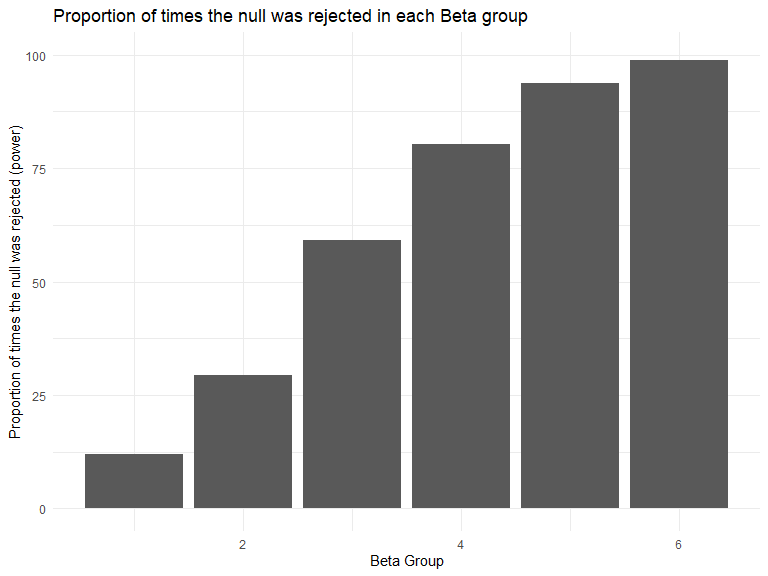 Proportion of times the null was rejected in each Beta group
Proportion of times the null was rejected (power)
100
75
50
25
0
2 4 6
Beta Group